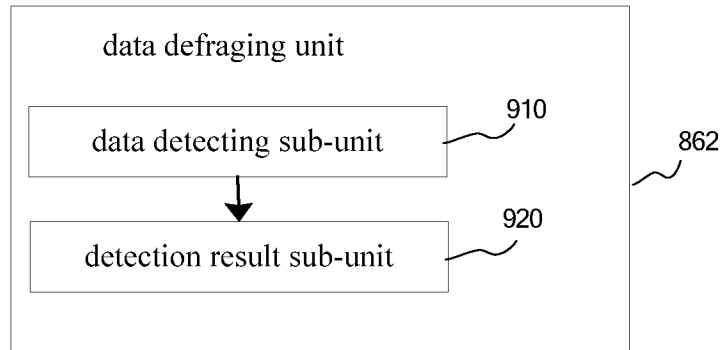 data defraging unit
910
data detecting sub-unit
862
920
detection result sub-unit